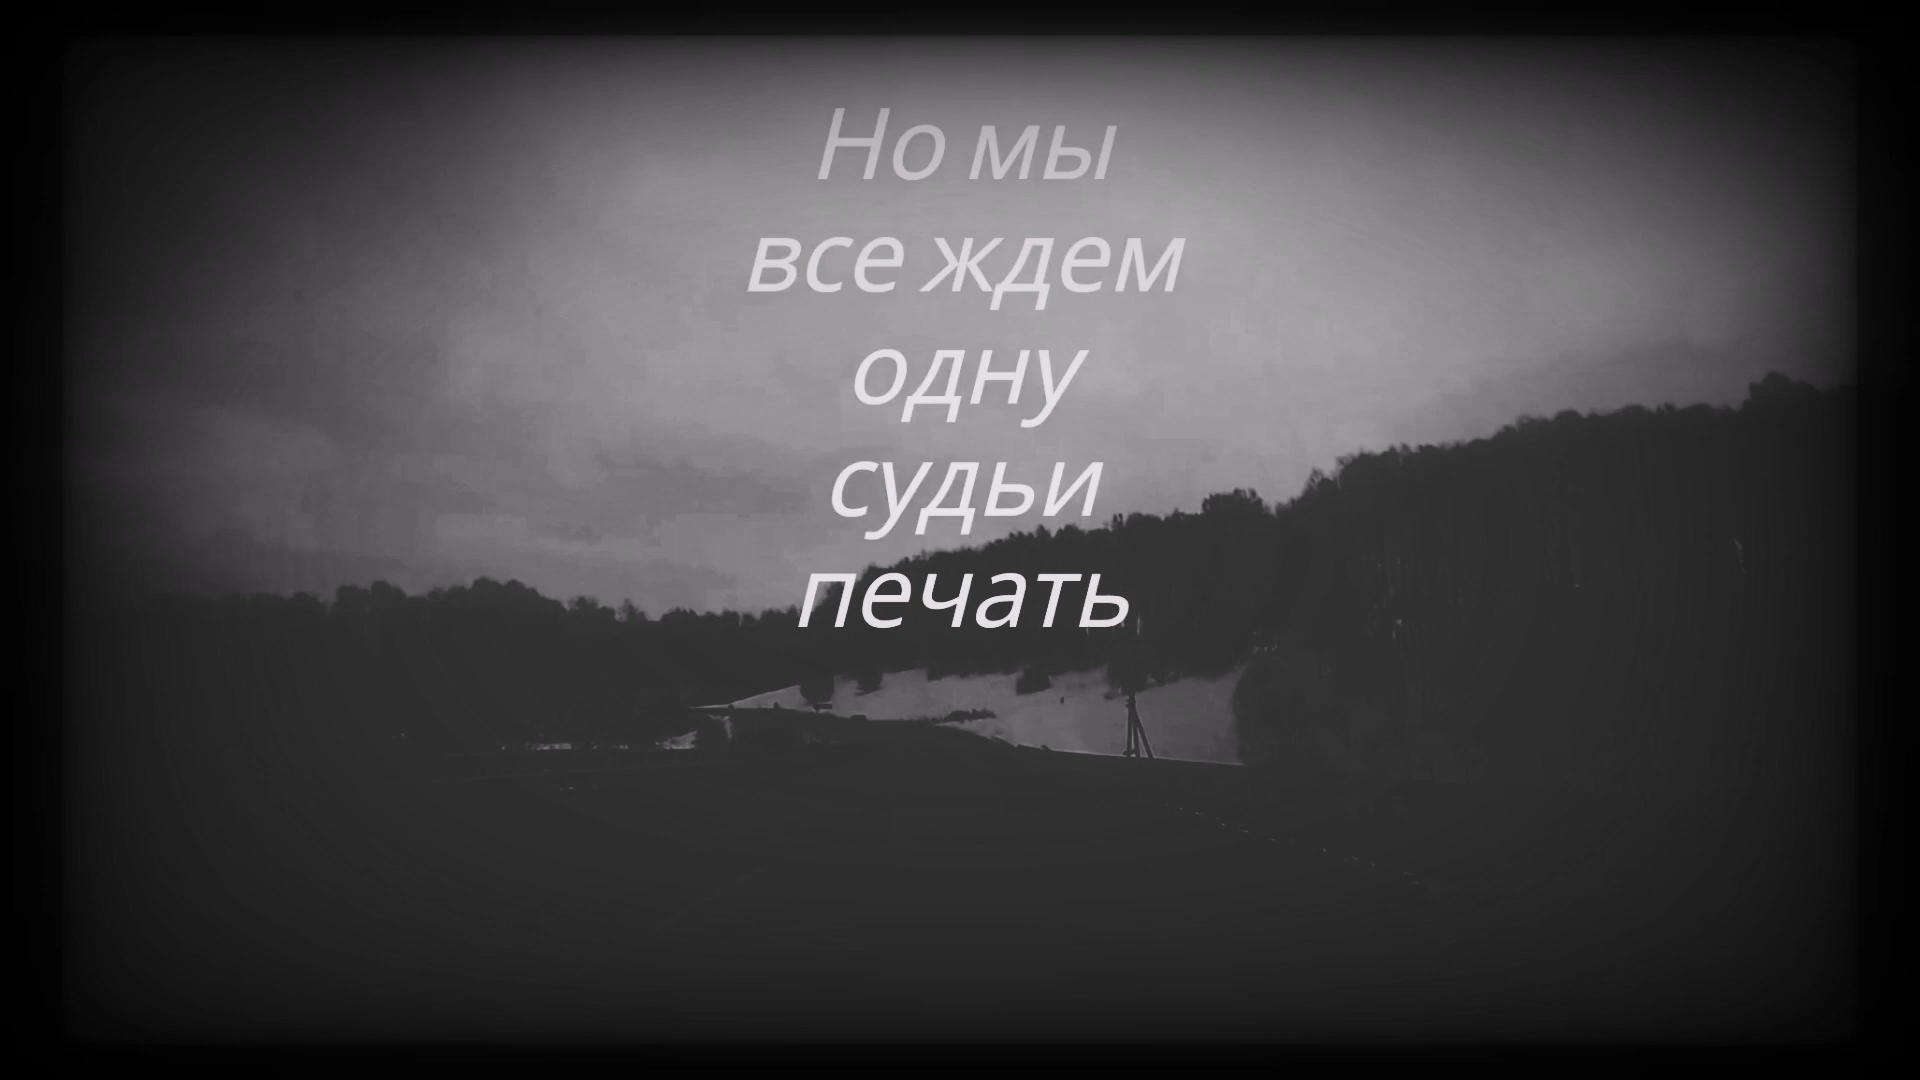 Но мы
все ждем
одну
судьи
печать